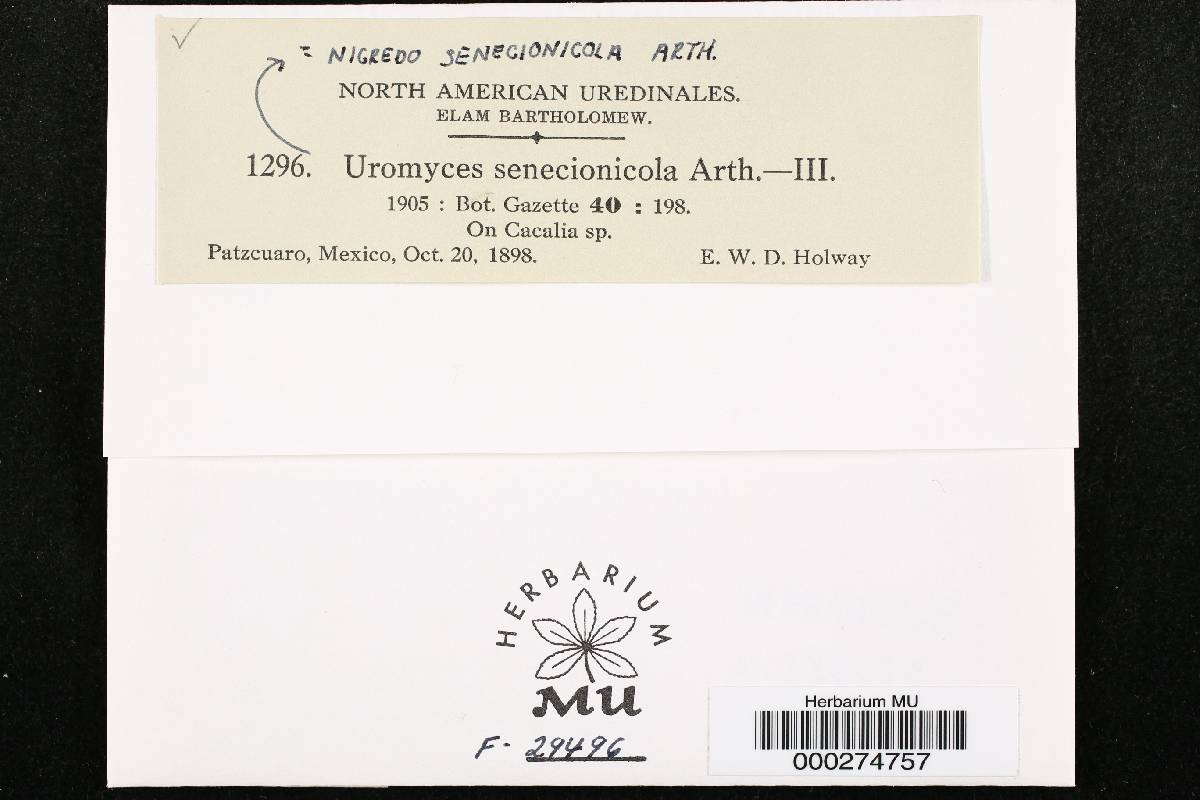 = NIGREDO SENECIONICOLA ARTH.
NORTH AMERICAN UREDINALES.
ELAM BARTHOLOMEW.
1296. Uromyces senecionicola Arth.—III.
1905 : Bot. Gazette 40 : 198.
On Cacalia sp.
Patzcuaro, Mexico, Oct. 20, 1898. E. W. D. Holway
HERBARIUM
MU
F- 29496
Herbarium MU
000274757